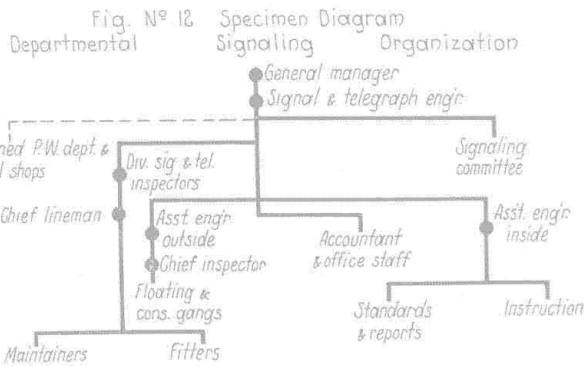 Fig. Nº 12 Specimen Diagram
Departmental Signaling Organization
General manager
Signal & telegraph engr.
P.W. dept. &
shops
Div. sig & tel.
inspectors
Signaling
committee
Chief lineman
Asst engr.
outside
Accountant
& office staff
Ass't. engr.
inside
Chief inspector
Floating &
cons. gangs
Standards
& reports
Instruction
Maintainers
Fitters